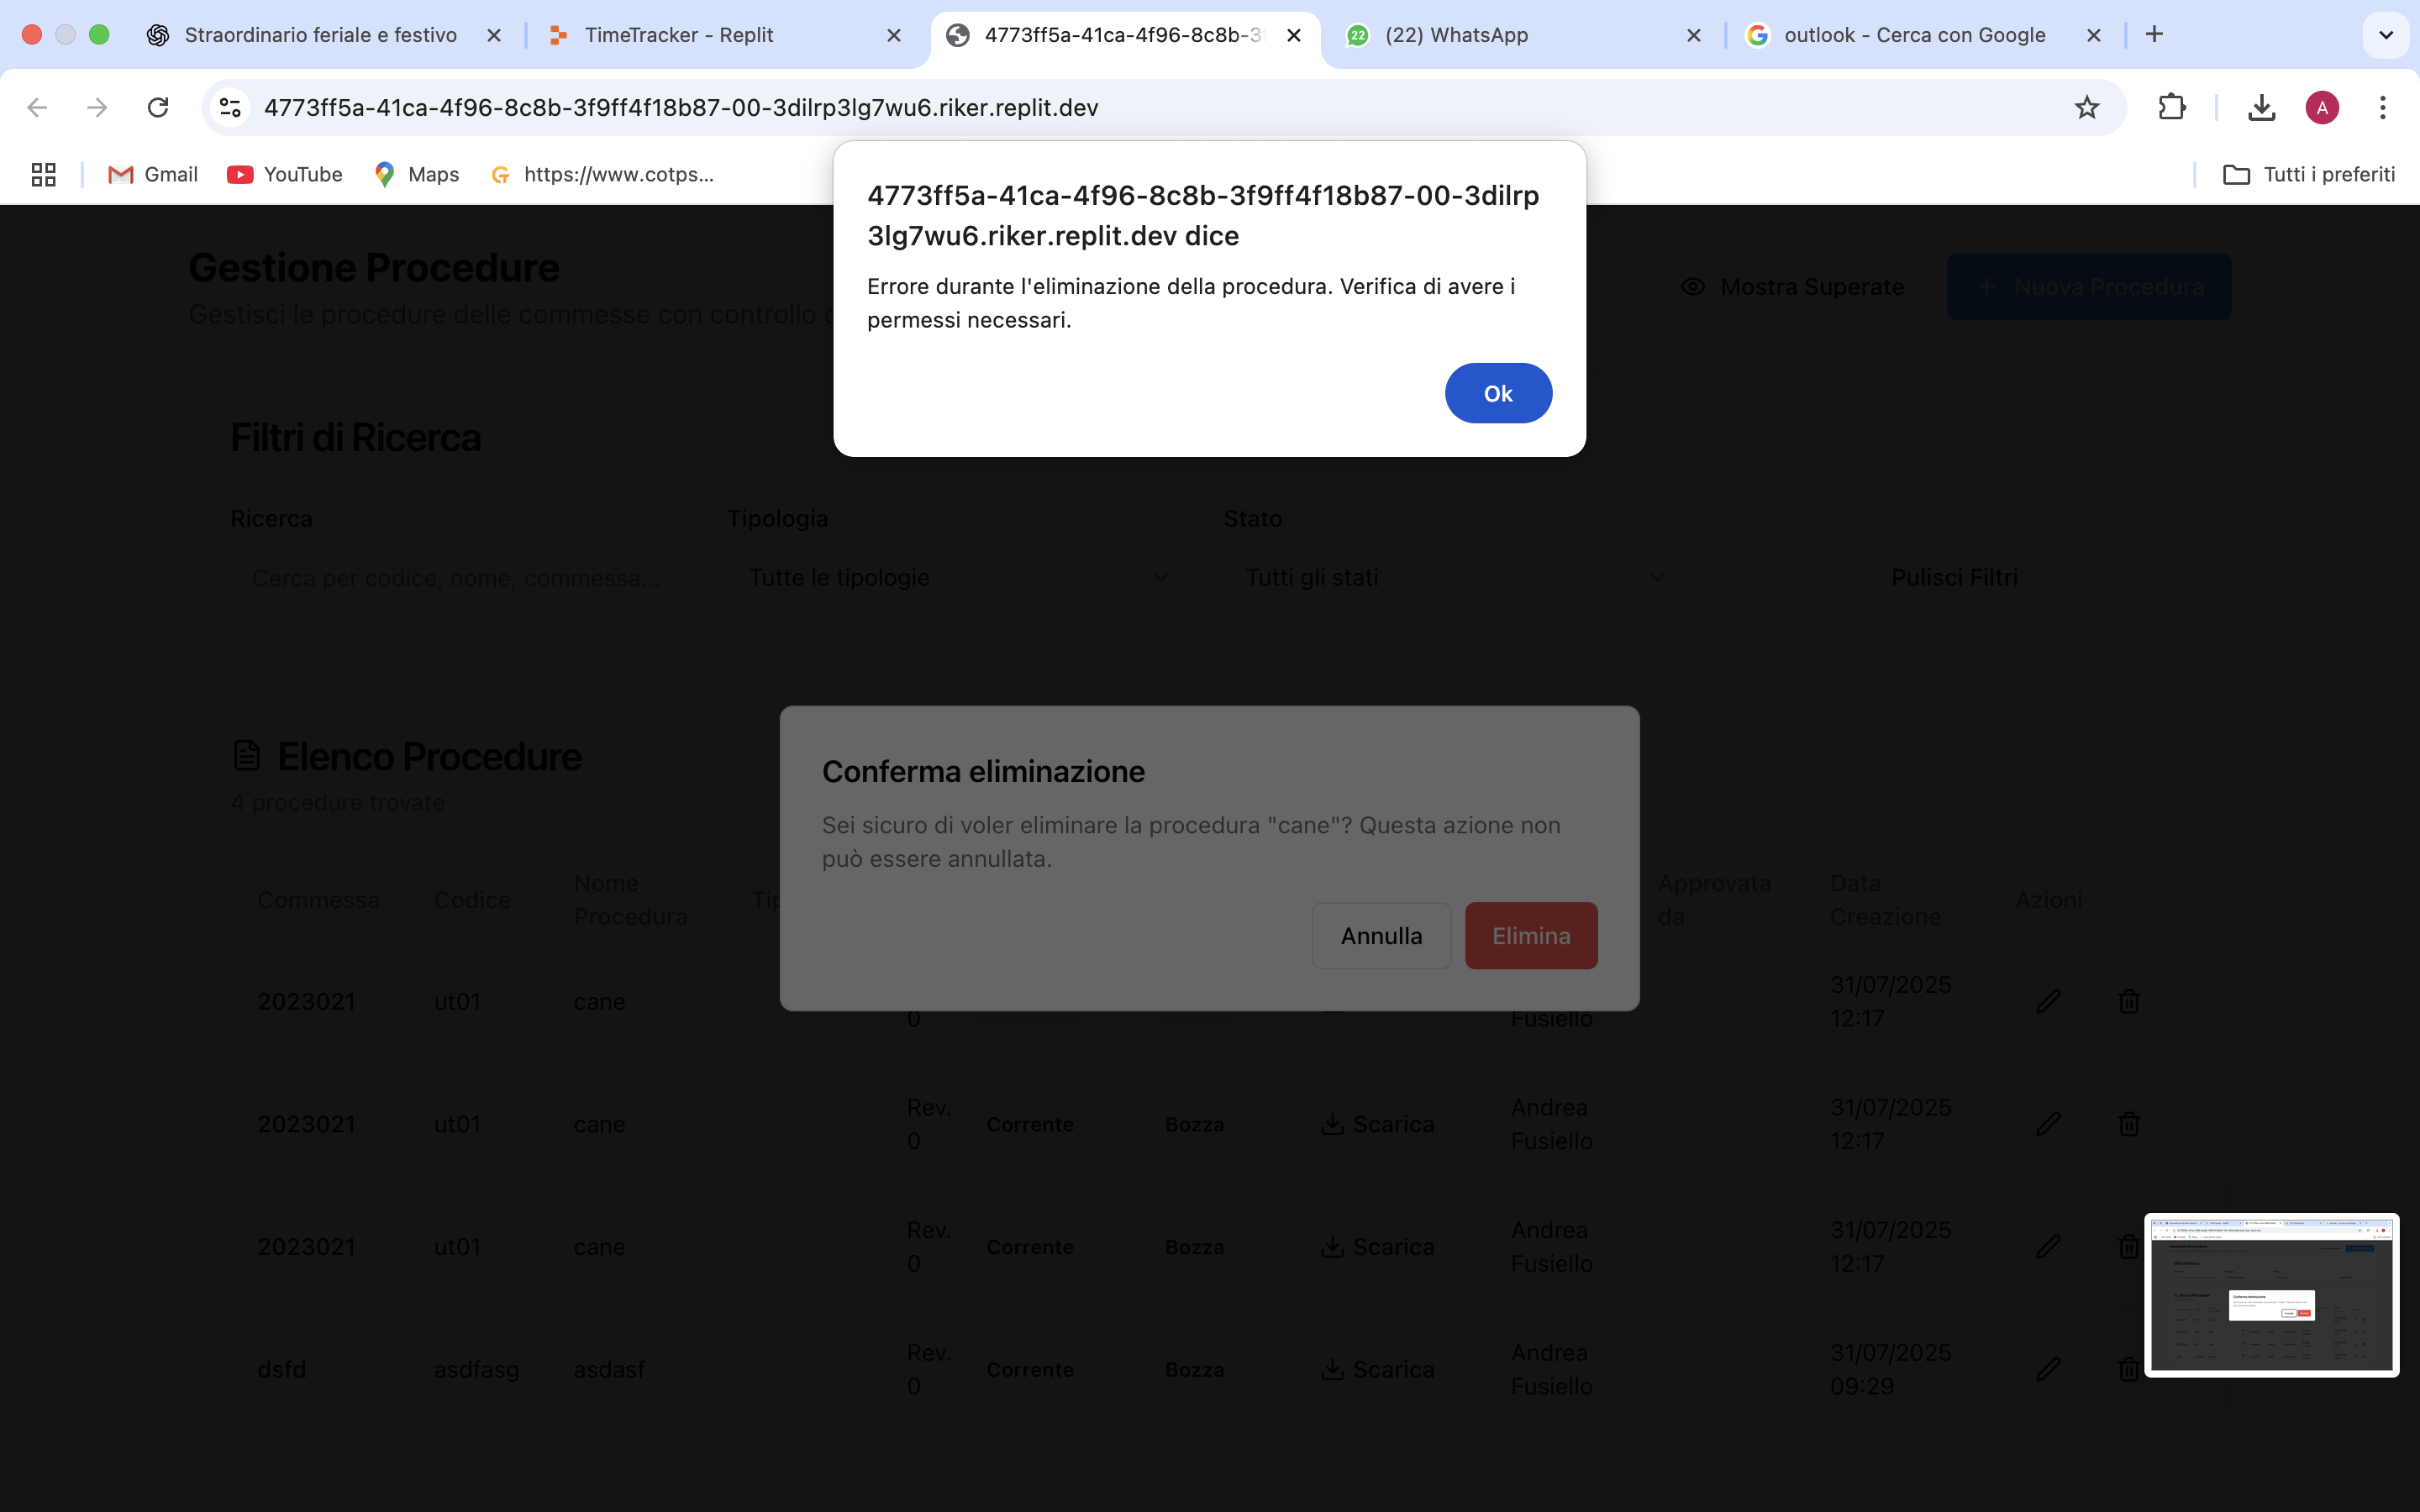 Straordinario feriale e festivo
TimeTracker - Replit
4773ff5a-41ca-4f96-8c8b-3f
22 (22) WhatsApp
outlook - Cerca con Google
4773ff5a-41ca-4f96-8c8b-3f9ff4f18b87-00-3dilrp3lg7wu6.riker.replit.dev
A
Gmail
YouTube
Maps
https://www.cotps...
Tutti i preferiti
4773ff5a-41ca-4f96-8c8b-3f9ff4f18b87-00-3dilrp
3lg7wu6.riker.replit.dev dice
Errore durante l'eliminazione della procedura. Verifica di avere i
permessi necessari.
Ok
Gestione Procedure
Gestisci le procedure delle commesse con controllo
Mostra Superate
Nuova Procedura
Filtri di Ricerca
Ricerca
Tipologia
Stato
Cerca per codice, nome, commessa...
Tutte le tipologie
Tutti gli stati
Pulisci Filtri
Elenco Procedure
4 procedure trovate
Conferma eliminazione
Sei sicuro di voler eliminare la procedura "cane"? Questa azione non
può essere annullata.
Annulla
Elimina
Commessa
Codice
Nome
Procedura
Tip
Approvata
da
Data
Creazione
Azioni
2023021 ut01 cane
0
Fusiello
31/07/2025
12:17
2023021 ut01 cane
Rev.
0
Corrente Bozza Scarica
Andrea
Fusiello
31/07/2025
12:17
2023021 ut01 cane
Rev.
0
Corrente Bozza Scarica
Andrea
Fusiello
31/07/2025
12:17
dsfd asdfasg asdasf
Rev.
0
Corrente Bozza Scarica
Andrea
Fusiello
31/07/2025
09:29